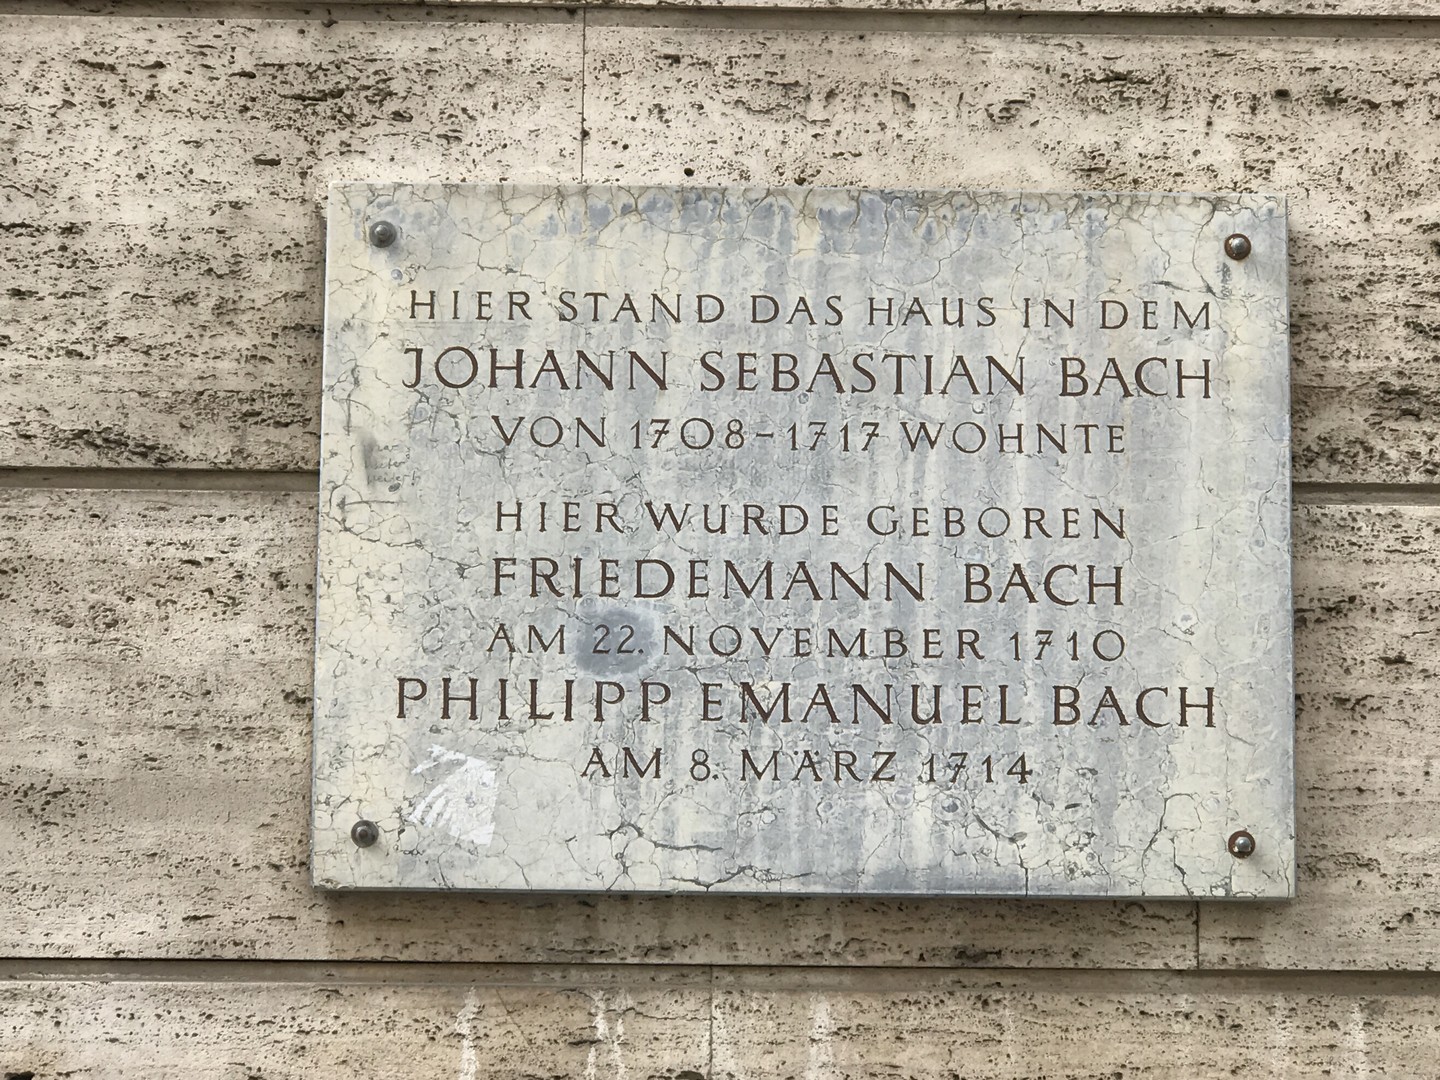 HIER STAND DAS HAUS IN DEM
JOHANN SEBASTIAN BACH
VON 1708-1717 WOHNTE
HIER WURDE GEBOREN
FRIEDEMANN BACH
AM 22. NOVEMBER 1710
PHILIPP EMANUEL BACH
AM 8. MÄRZ 1714